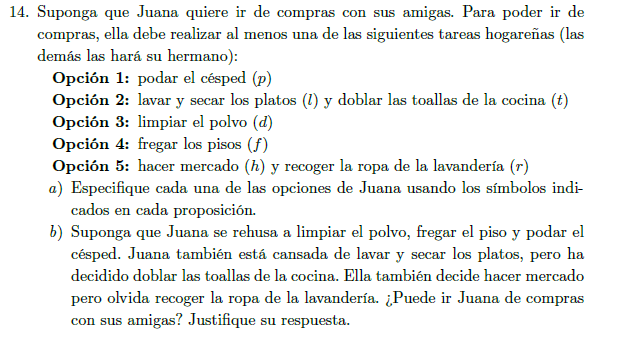 14. Suponga que Juana quiere ir de compras con sus amigas. Para poder ir de
compras, ella debe realizar al menos una de las siguientes tareas hogareñas (las
demás las hará su hermano):
Opción 1: podar el césped (p)
Opción 2: lavar y secar los platos (l) y doblar las toallas de la cocina (t)
Opción 3: limpiar el polvo (d)
Opción 4: fregar los pisos (f)
Opción 5: hacer mercado (h) y recoger la ropa de la lavandería (r)
a) Especifique cada una de las opciones de Juana usando los símbolos indi-
cados en cada proposición.
b) Suponga que Juana se rehusa a limpiar el polvo, fregar el piso y podar el
césped. Juana también está cansada de lavar y secar los platos, pero ha
decidido doblar las toallas de la cocina. Ella también decide hacer mercado
pero olvida recoger la ropa de la lavandería. ¿Puede ir Juana de compras
con sus amigas? Justifique su respuesta.